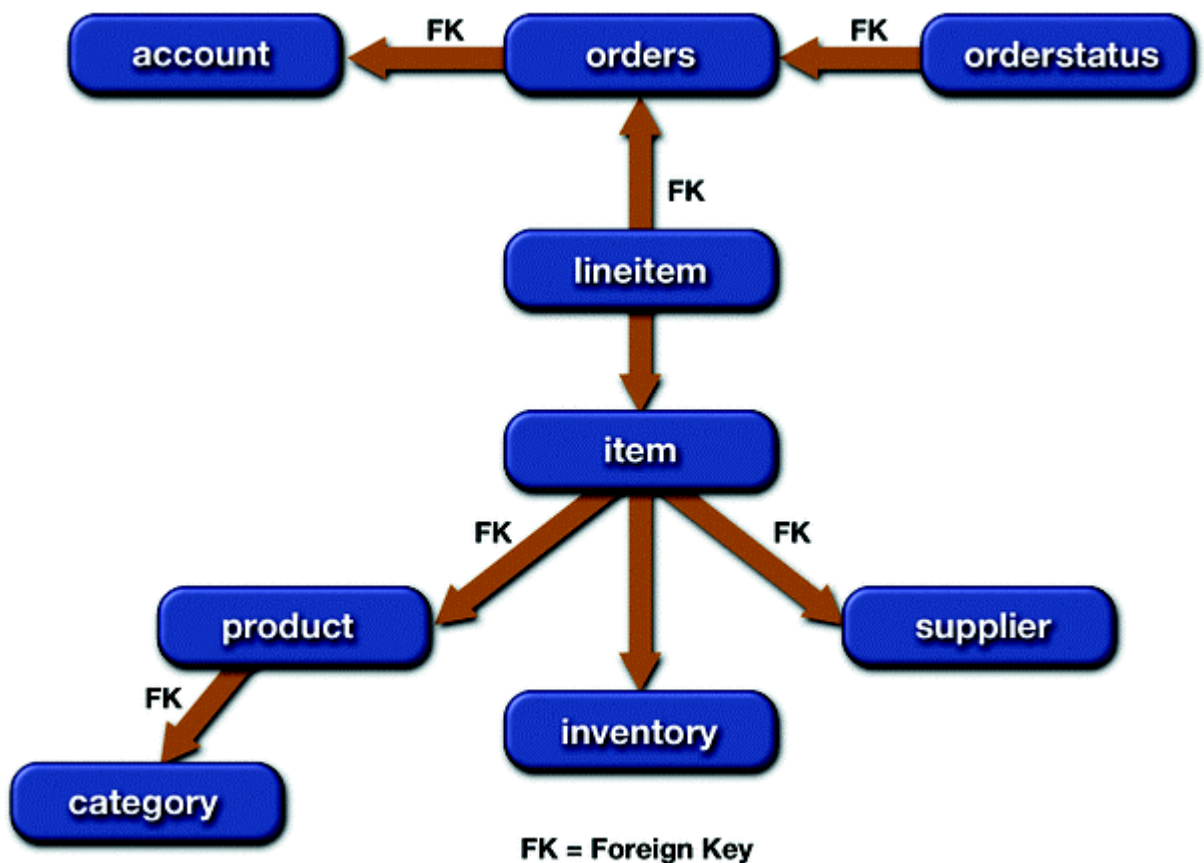 FK
FK
account
orders
orderstatus
FK
lineitem
item
FK
FK
product
supplier
FK
inventory
category
FK = Foreign Key